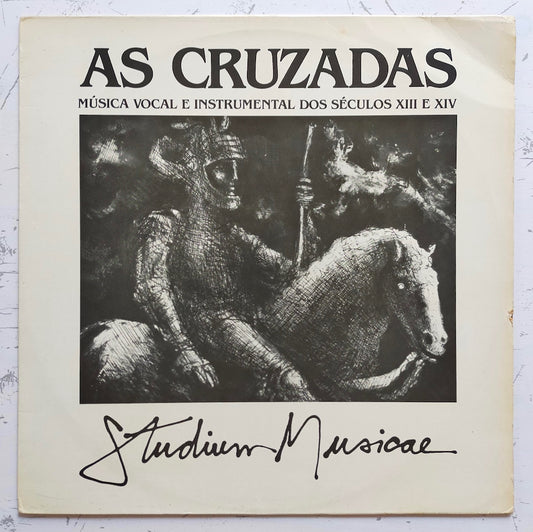 AS CRUZADAS
MÚSICA VOCAL E INSTRUMENTAL DOS SÉCULOS XIII E XIV
Studium Musicae